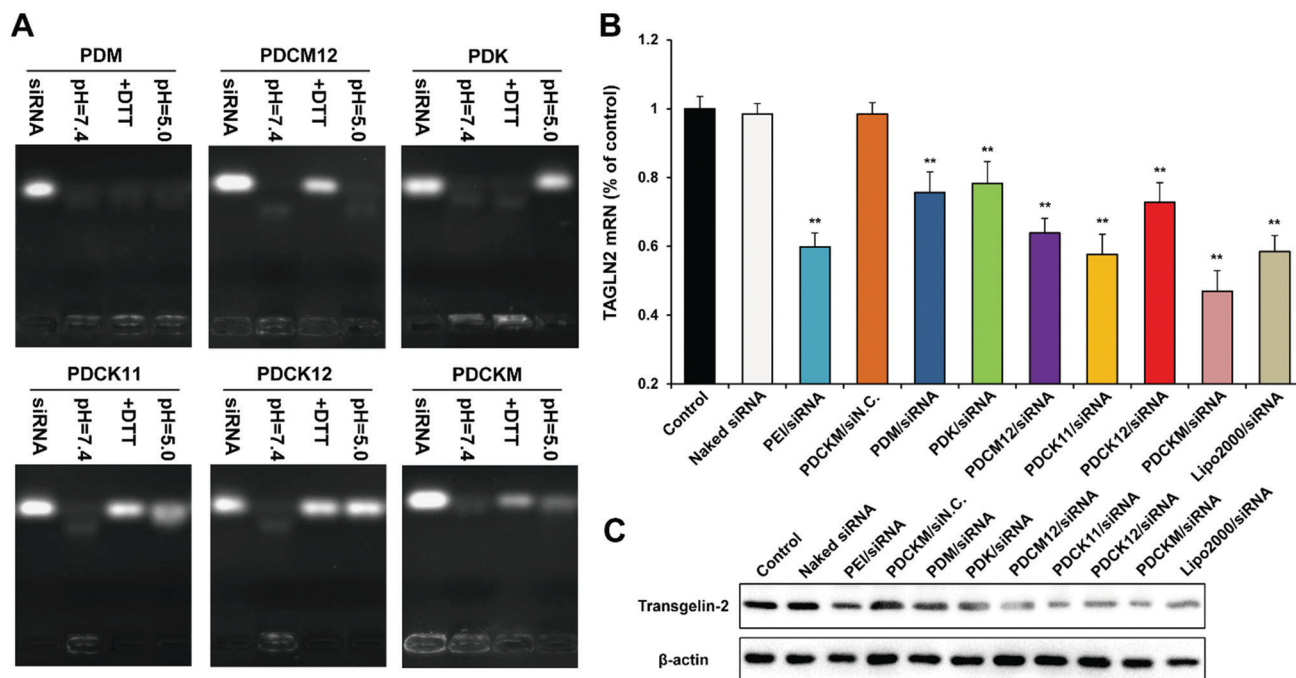 A
PDM
PDCM12
PDK
siRNA
pH=7.4
+DTT
pH=5.0
siRNA
pH=7.4
+DTT
pH=5.0
siRNA
pH=7.4
+DTT
pH=5.0
PDCK11
PDCK12
PDCKM
siRNA
pH=7.4
+DTT
pH=5.0
siRNA
pH=7.4
+DTT
pH=5.0
siRNA
pH=7.4
+DTT
pH=5.0
B
TAGLN2 mRN (% of control)
1.2
1
0.8
0.6
0.4
0.2
**
**
**
**
**
**
**
**
Control
Naked siRNA
PEI/siRNA
PDCKM/siN.C.
PDM/siRNA
PDK/siRNA
PDCM12/siRNA
PDCK11/siRNA
PDCK12/siRNA
PDCKM/siRNA
Lipo2000/siRNA
C
Control
Naked siRNA
PEI/siRNA
PDCKM/siN.C.
PDM/siRNA
PDK/siRNA
PDCM12/siRNA
PDCK11/siRNA
PDCK12/siRNA
PDCKM/siRNA
Lipo2000/siRNA
Transgelin-2
β-actin